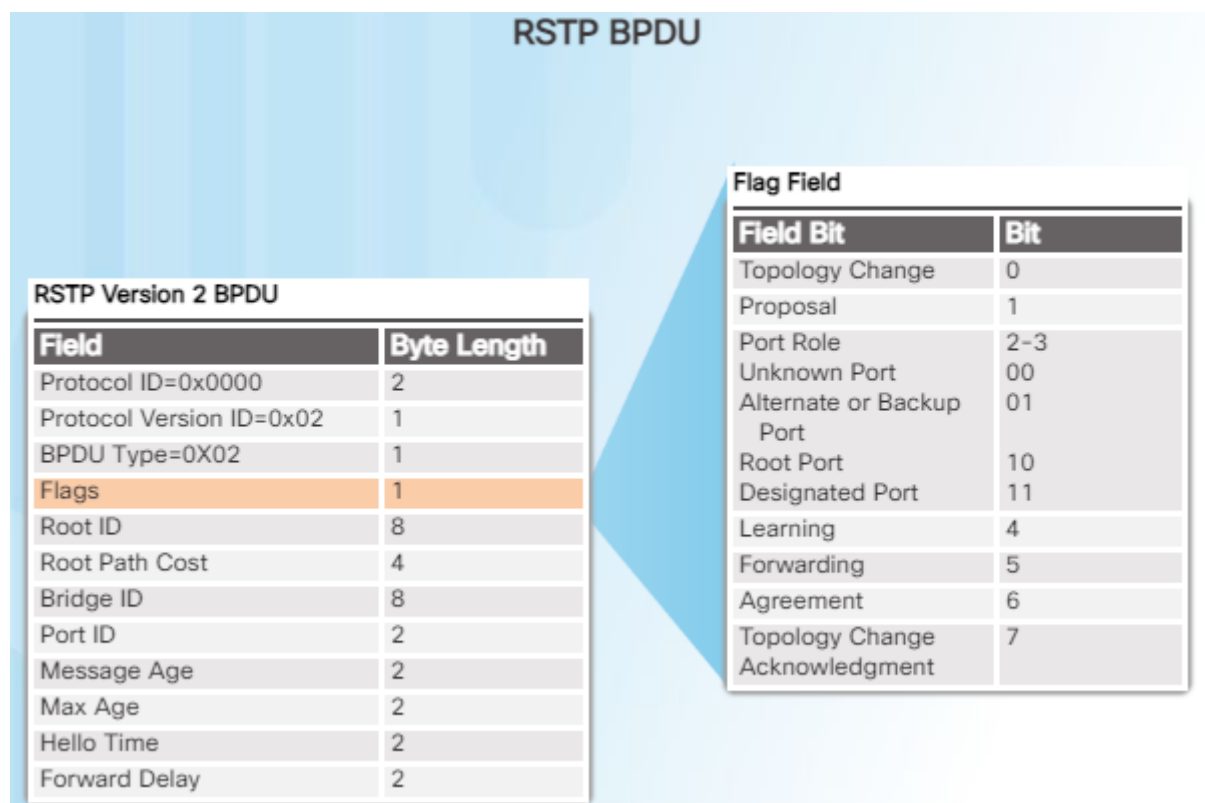 RSTP BPDU
RSTP Version 2 BPDU
Field Byte Length
Protocol ID=0x0000 2
Protocol Version ID=0x02 1
BPDU Type=0X02 1
Flags 1
Root ID 8
Root Path Cost 4
Bridge ID 8
Port ID 2
Message Age 2
Max Age 2
Hello Time 2
Forward Delay 2
Flag Field
Field Bit Bit
Topology Change 0
Proposal 1
Port Role 2-3
Unknown Port 00
Alternate or Backup 01
Port
Root Port 10
Designated Port 11
Learning 4
Forwarding 5
Agreement 6
Topology Change 7
Acknowledgment